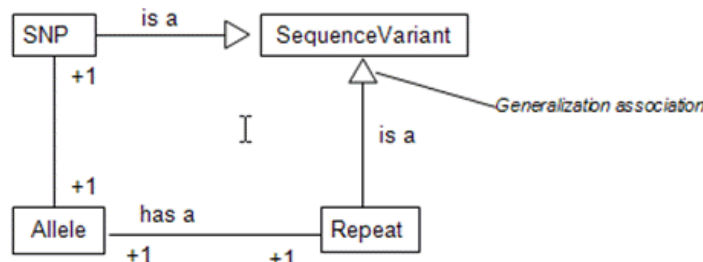 is a
SNP
SequenceVariant
+1
Generalization association
is a
+1
has a
Allele
Repeat
+1
+1